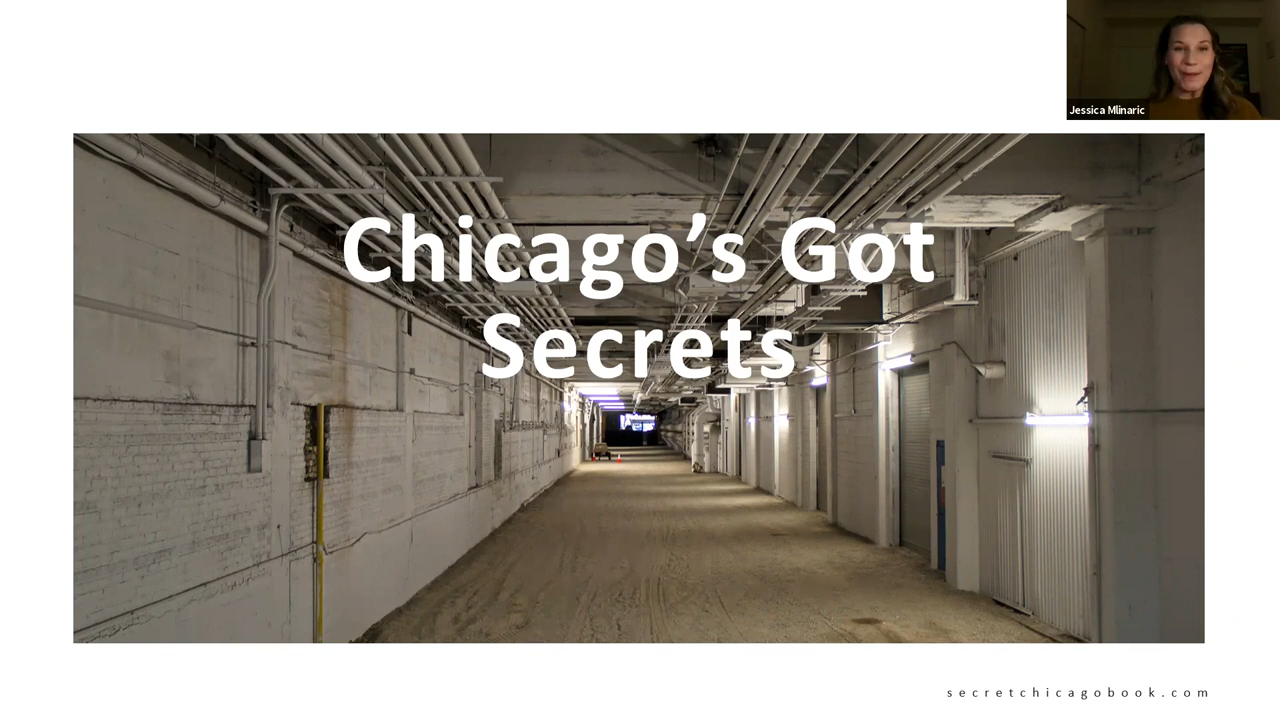 Jessica Mlinaric
Chicago’s Got
Secrets
secretchicagobook.com